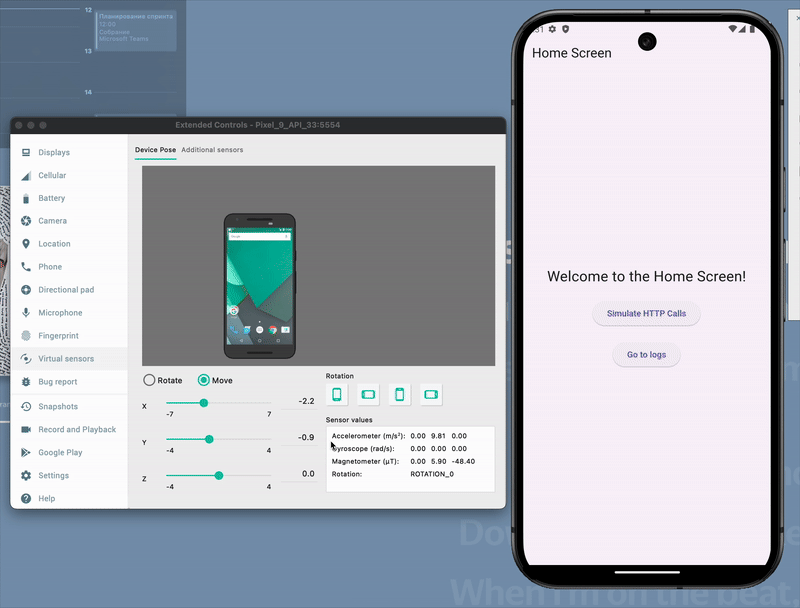 12
Планирование спринта
12:00
Собрание
Microsoft Teams
13
14
Extended Controls - Pixel_9_API_33:5554
Displays
Cellular
Battery
Camera
Location
Phone
Directional pad
Microphone
Fingerprint
Virtual sensors
Bug report
Snapshots
Record and Playback
Google Play
Settings
Help
Device Pose Additional sensors
Rotate Move
X -2.2
-7 7
Y -0.9
-4 4
Z 0.0
-4 4
Rotation
Sensor values
Accelerometer (m/s²): 0.00 9.81 0.00
Gyroscope (rad/s): 0.00 0.00 0.00
Magnetometer (μT): 0.00 5.90 -48.40
Rotation: ROTATION_0
Home Screen
Welcome to the Home Screen!
Simulate HTTP Calls
Go to logs
When I'm on the beat.